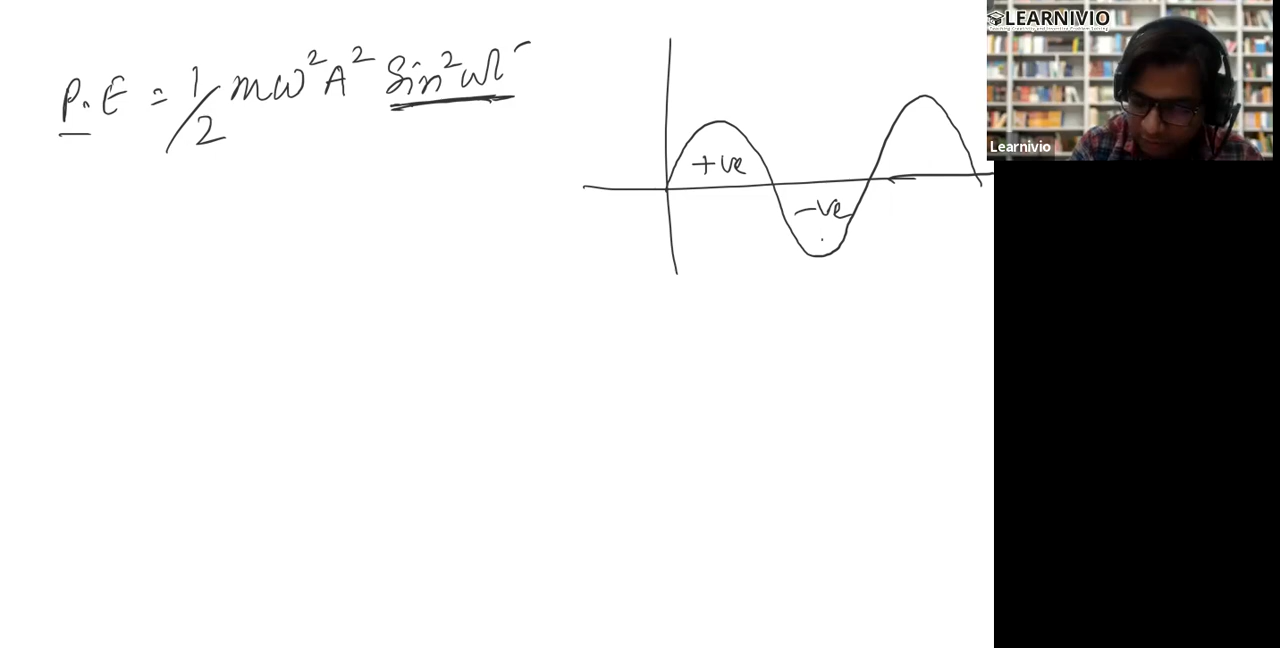 P.E = 1/2 mω²A² Sin²ωt
+ve
-ve
LEARNIVIO
Learnivio